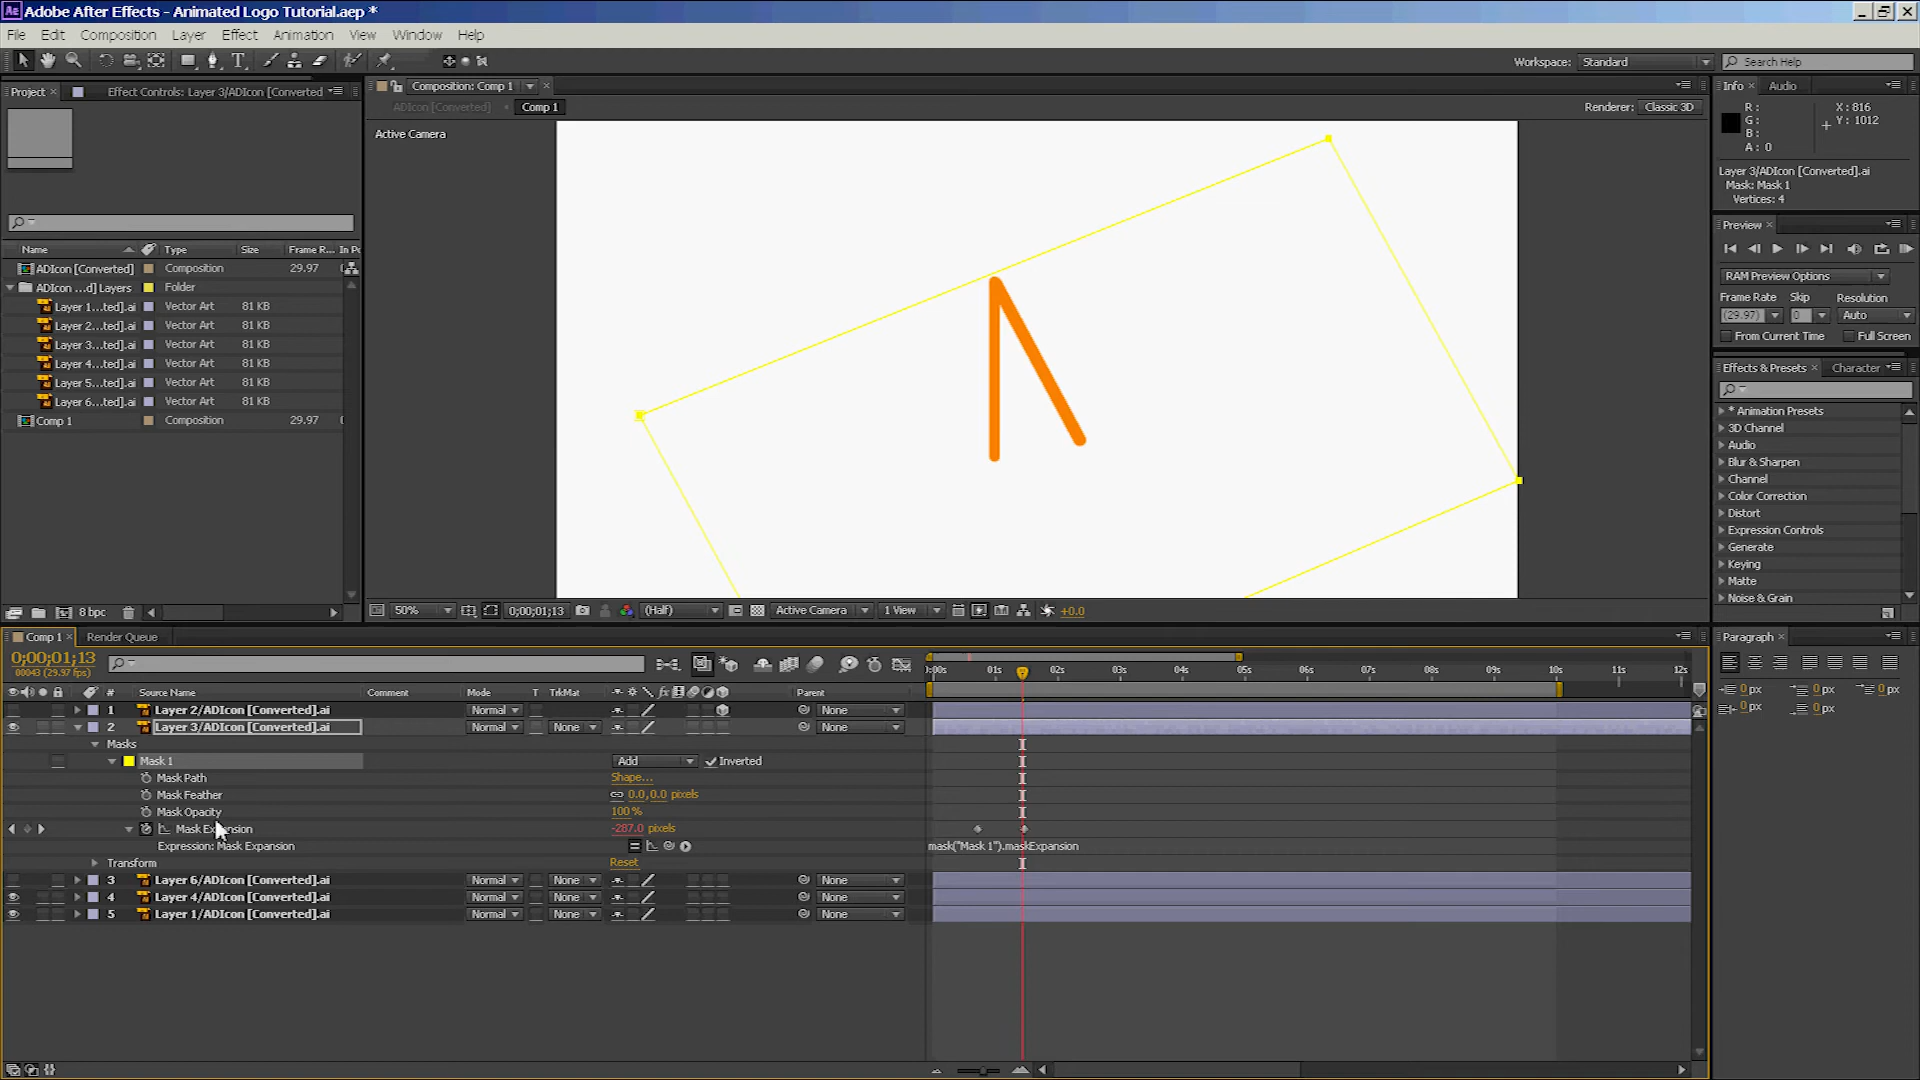 Adobe After Effects - Animated Logo Tutorial.aep *
File Edit Composition Layer Effect Animation View Window Help
Workspace: Standard Search Help
Project Effect Controls: Layer 3/ADIcon [Converted
Composition: Comp 1
ADIcon [Converted] Comp 1
Renderer: Classic 3D
Active Camera
Info Audio
R: X: 816
G: Y: 1012
B:
A: 0
Layer 3/ADIcon [Converted].ai
Mask: Mask 1
Vertices: 4
Preview
RAM Preview Options
Frame Rate Skip Resolution
(29.97) 0 Auto
From Current Time Full Screen
Effects & Presets Character
* Animation Presets
3D Channel
Audio
Blur & Sharpen
Channel
Color Correction
Distort
Expression Controls
Generate
Keying
Matte
Noise & Grain
Name Type Size Frame R... In Po
ADIcon [Converted] Composition 29.97
ADIcon ...d] Layers Folder
Layer 1...ted].ai Vector Art 81 KB
Layer 2...ted].ai Vector Art 81 KB
Layer 3...ted].ai Vector Art 81 KB
Layer 4...ted].ai Vector Art 81 KB
Layer 5...ted].ai Vector Art 81 KB
Layer 6...ted].ai Vector Art 81 KB
Comp 1 Composition 29.97
8 bpc
50% 0;00;01;13 (Half) Active Camera 1 View +0.0
Comp 1 Render Queue
0;00;01;13
00043 (29.97 fps)
# Source Name Comment Mode T TrkMat fx Parent
):00s 01s 02s 03s 04s 05s 06s 07s 08s 09s 10s 11s 12s
1 Layer 2/ADIcon [Converted].ai Normal None
2 Layer 3/ADIcon [Converted].ai Normal None None
Masks
Mask 1 Add Inverted
Mask Path Shape...
Mask Feather 0.0,0.0 pixels
Mask Opacity 100%
Mask Expansion -287.0 pixels
Expression: Mask Expansion mask("Mask 1").maskExpansion
Transform Reset
3 Layer 6/ADIcon [Converted].ai Normal None None
4 Layer 4/ADIcon [Converted].ai Normal None None
5 Layer 1/ADIcon [Converted].ai Normal None None
Paragraph
0 px 0 px 0 px
0 px 0 px